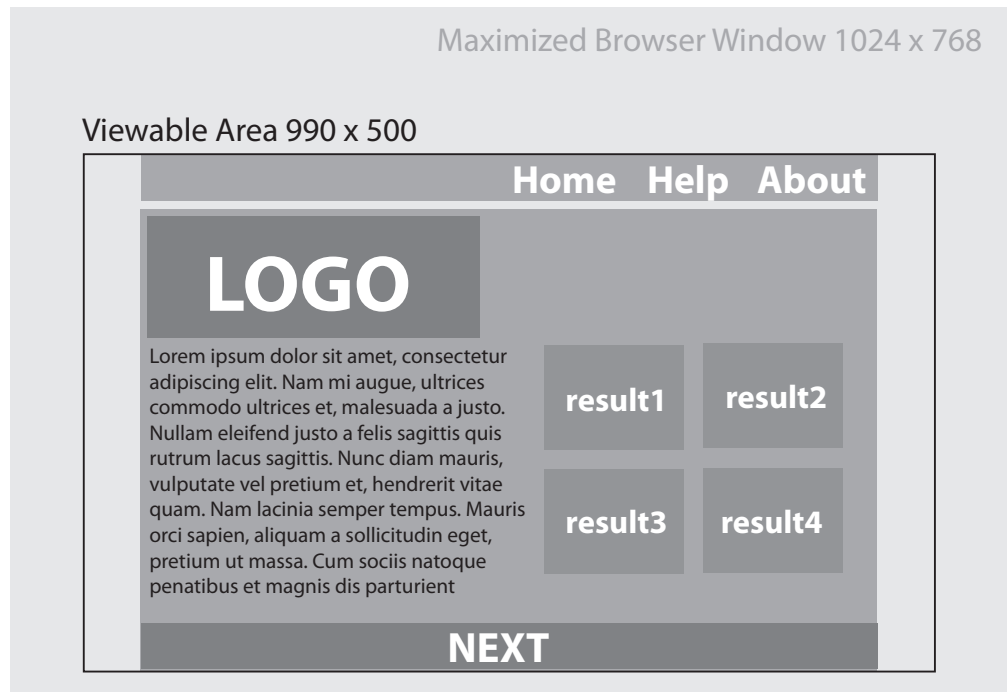 Maximized Browser Window 1024 x 768
Viewable Area 990 x 500
Home Help About
LOGO
Lorem ipsum dolor sit amet, consectetur
adipiscing elit. Nam mi augue, ultrices
commodo ultrices et, malesuada a justo.
Nullam eleifend justo a felis sagittis quis
rutrum lacus sagittis. Nunc diam mauris,
vulputate vel pretium et, hendrerit vitae
quam. Nam lacinia semper tempus. Mauris
orci sapien, aliquam a sollicitudin eget,
pretium ut massa. Cum sociis natoque
penatibus et magnis dis parturient
result1
result2
result3
result4
NEXT